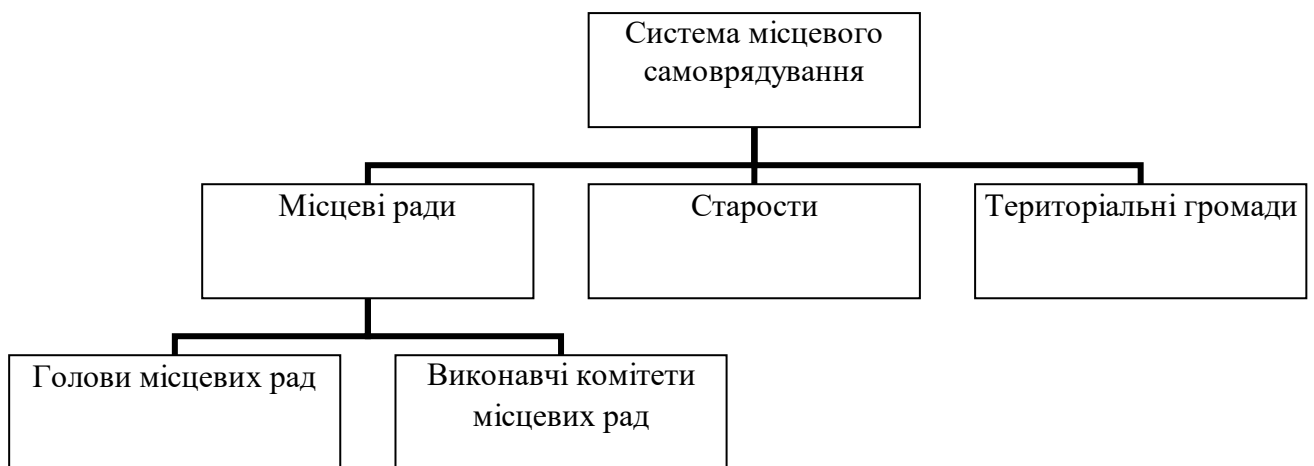 Система місцевого
самоврядування
Місцеві ради
Старости
Територіальні громади
Голови місцевих рад
Виконавчі комітети
місцевих рад